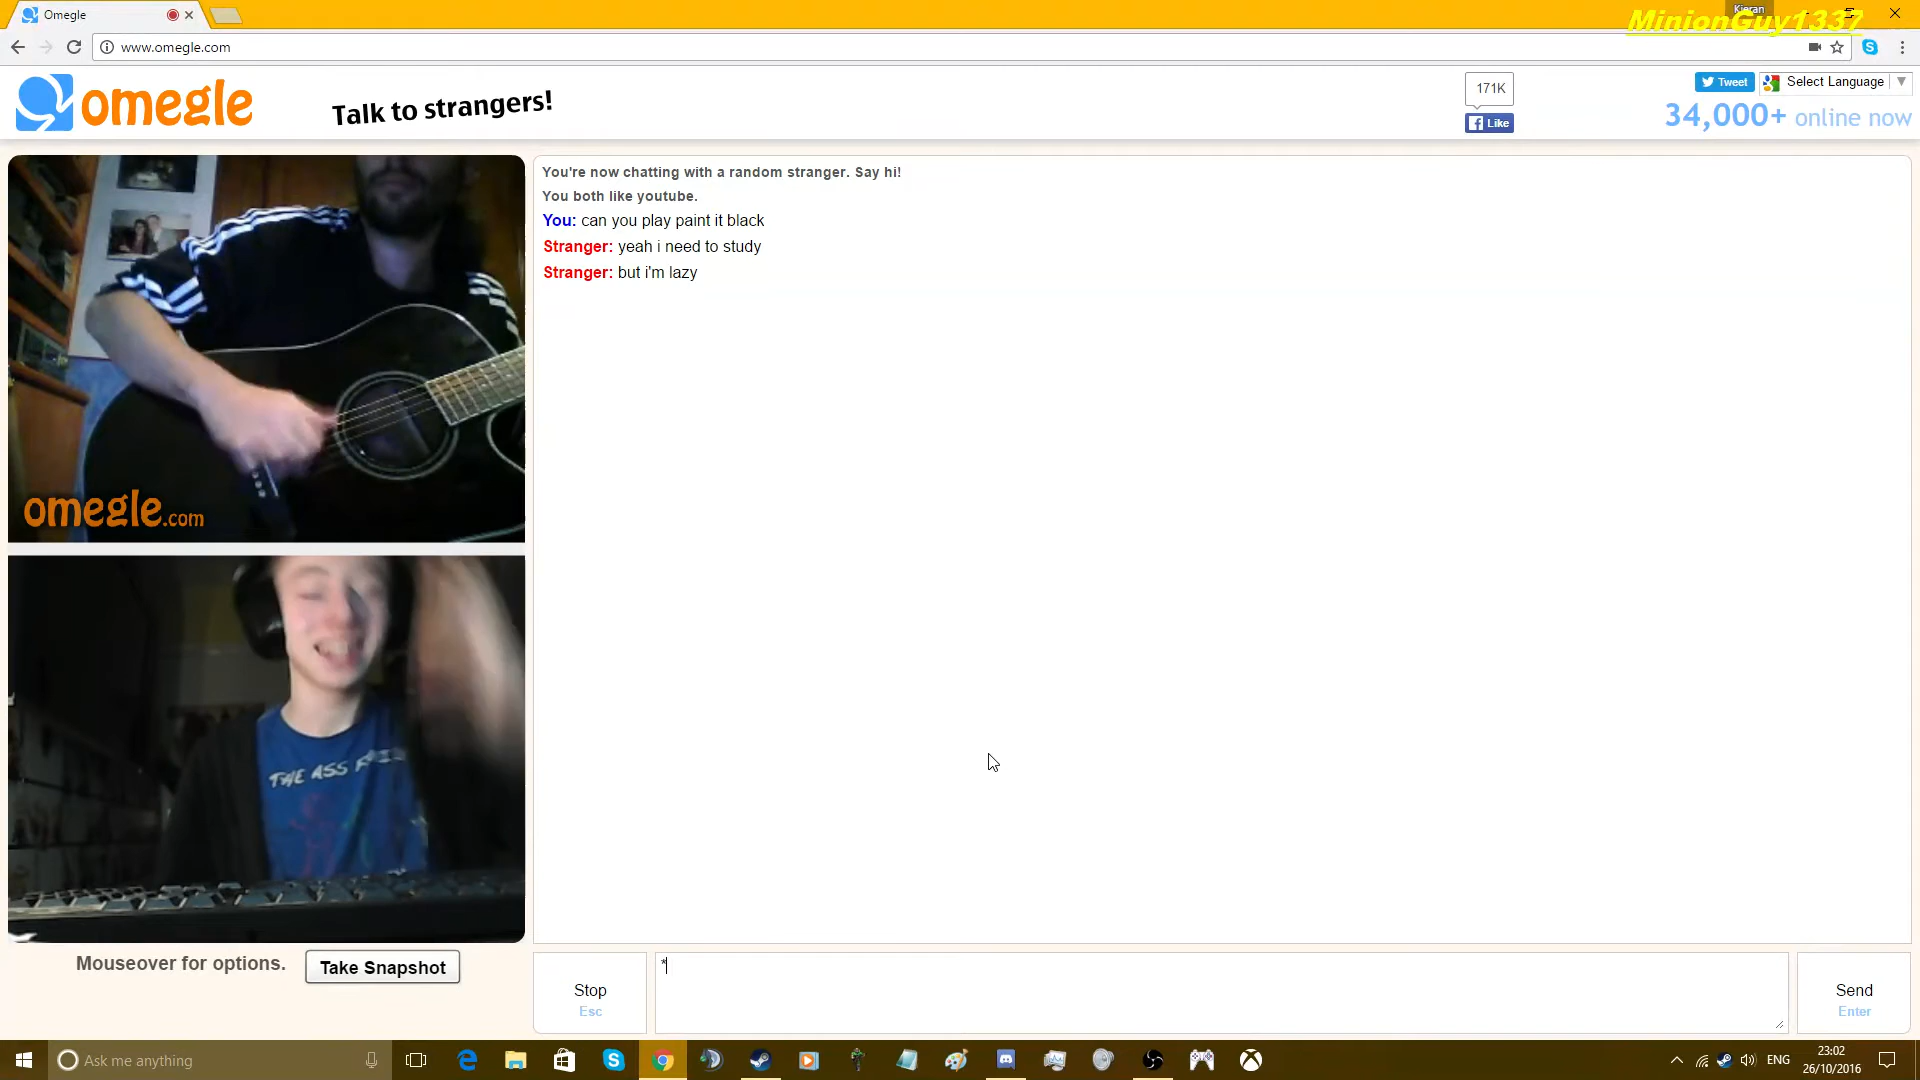 Omegle
Kieran
MinionGuy1337
www.omegle.com
omegle
Talk to strangers!
171K
Like
Tweet
Select Language
34,000+ online now
omegle.com
THE ASS
Mouseover for options.
Take Snapshot
You're now chatting with a random stranger. Say hi!
You both like youtube.
You: can you play paint it black
Stranger: yeah i need to study
Stranger: but i'm lazy
Stop
Esc
*
Send
Enter
Ask me anything
ENG
23:02
26/10/2016